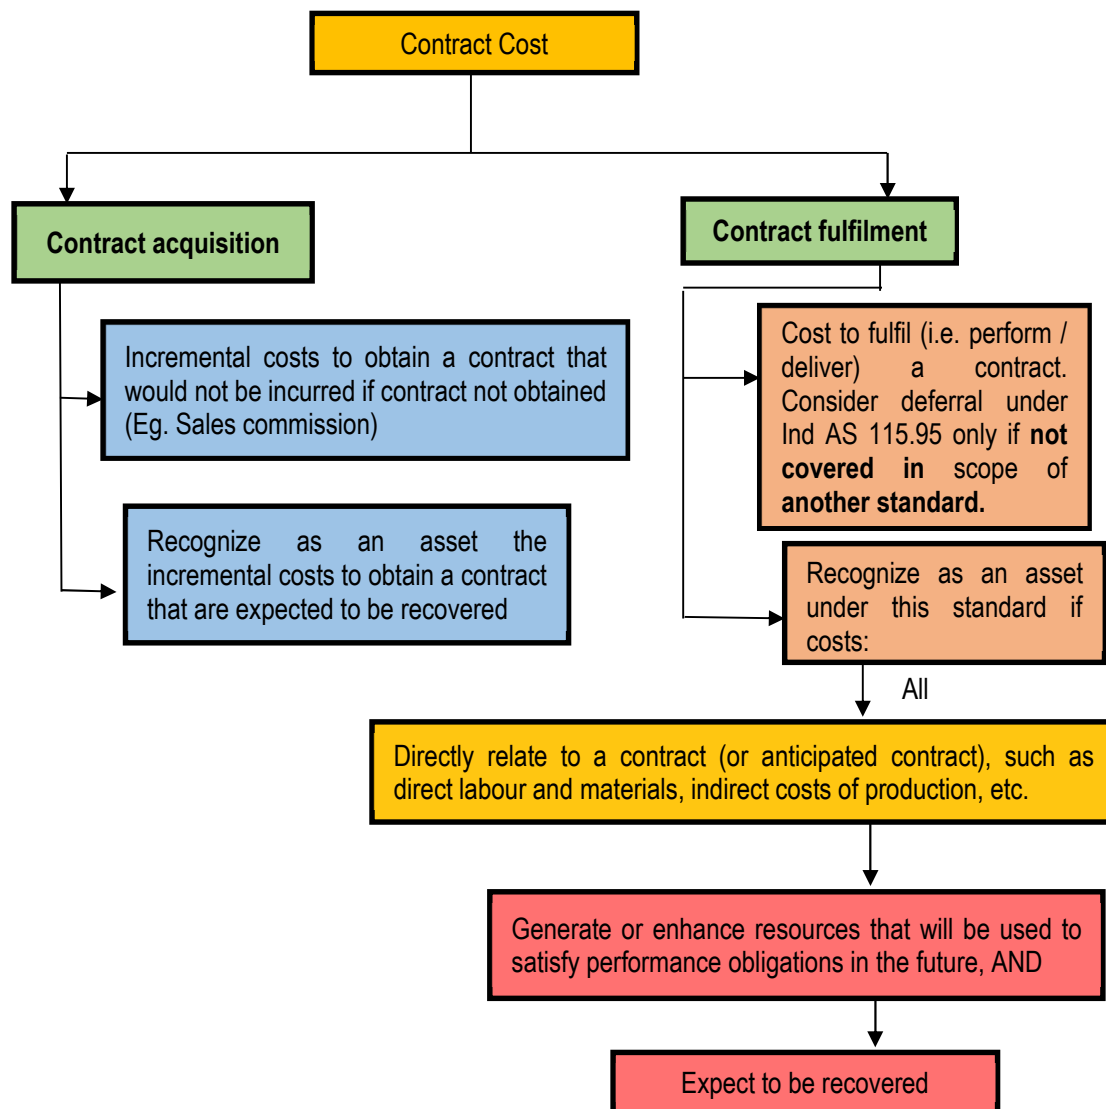 Contract Cost
Contract acquisition
Incremental costs to obtain a contract that
would not be incurred if contract not obtained
(Eg. Sales commission)
Recognize as an asset the
incremental costs to obtain a contract
that are expected to be recovered
Contract fulfilment
Cost to fulfil (i.e. perform /
deliver) a contract.
Consider deferral under
Ind AS 115.95 only if not
covered in scope of
another standard.
Recognize as an asset
under this standard if
costs:
All
Directly relate to a contract (or anticipated contract), such as
direct labour and materials, indirect costs of production, etc.
Generate or enhance resources that will be used to
satisfy performance obligations in the future, AND
Expect to be recovered